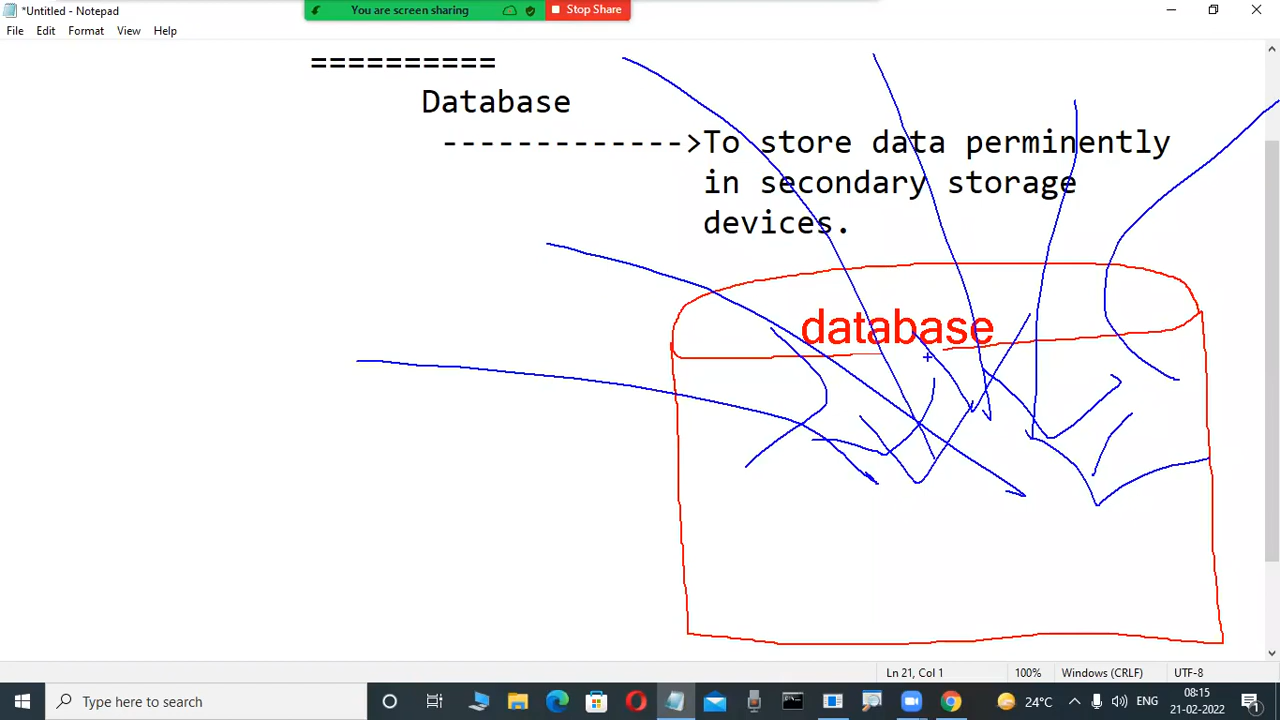 *Untitled - Notepad
You are screen sharing
Stop Share
File Edit Format View Help
==========
Database
------------->To store data perminently
in secondary storage
devices.
database
Ln 21, Col 1
100%
Windows (CRLF)
UTF-8
Type here to search
24°C
ENG
08:15
21-02-2022
1